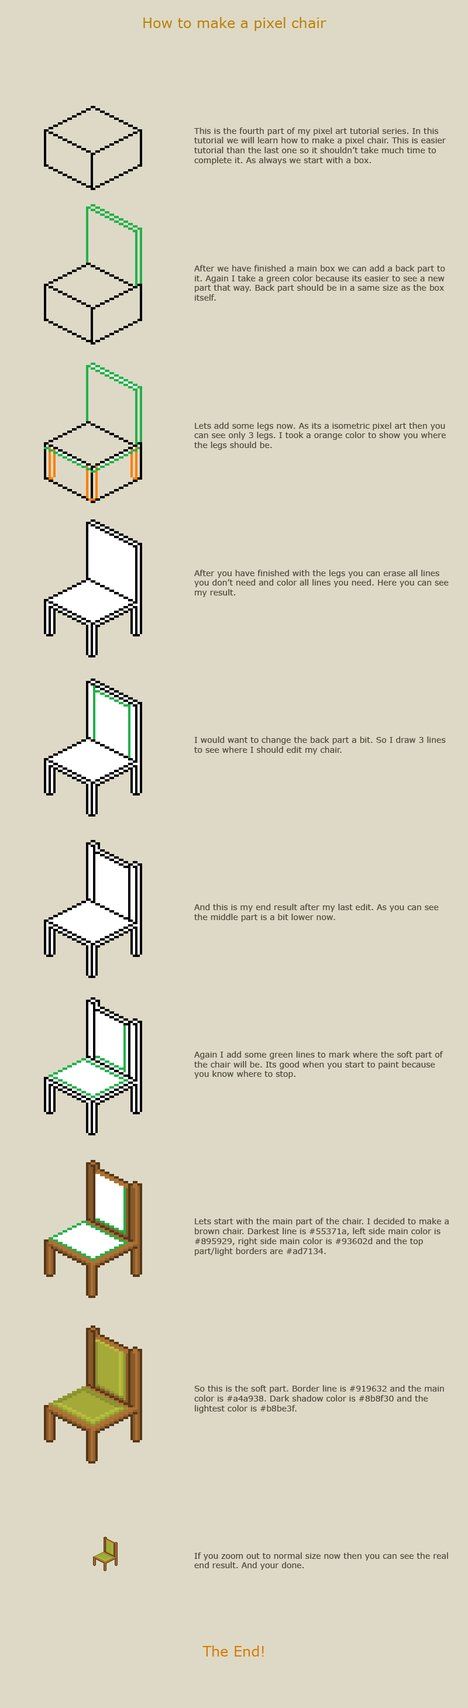 How to make a pixel chair
This is the fourth part of my pixel art tutorial series. In this
tutorial we will learn how to make a pixel chair. This is easier
tutorial than the last one so it shouldn't take much time to
complete it. As always we start with a box.
After we have finished a main box we can add a back part to
it. Again I take a green color because its easier to see a new
part that way. Back part should be in a same size as the box
itself.
Lets add some legs now. As its a isometric pixel art then you
can see only 3 legs. I took a orange color to show you where
the legs should be.
After you have finished with the legs you can erase all lines
you don't need and color all lines you need. Here you can see
my result.
I would want to change the back part a bit. So I draw 3 lines
to see where I should edit my chair.
And this is my end result after my last edit. As you can see
the middle part is a bit lower now.
Again I add some green lines to mark where the soft part of
the chair will be. Its good when you start to paint because
you know where to stop.
Lets start with the main part of the chair. I decided to make a
brown chair. Darkest line is #55371a, left side main color is
#895929, right side main color is #93602d and the top
part/light borders are #ad7134.
So this is the soft part. Border line is #919632 and the main
color is #a4a938. Dark shadow color is #8b8f30 and the
lightest color is #b8be3f.
If you zoom out to normal size now then you can see the real
end result. And your done.
The End!